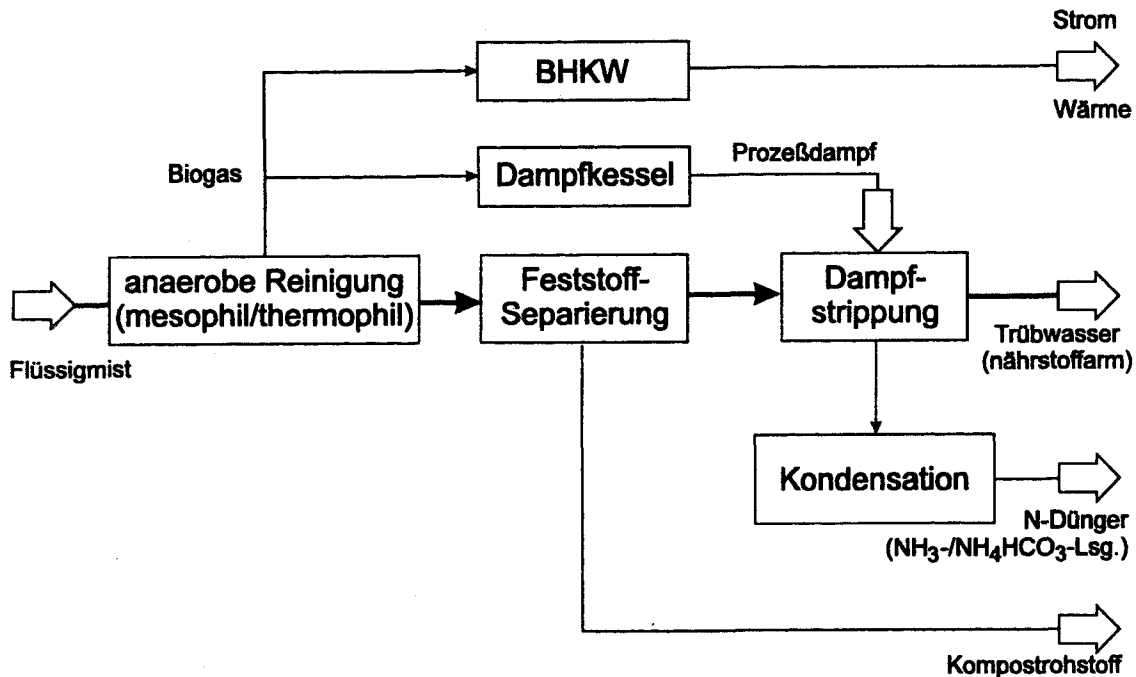 Strom
BHKW
Wärme
Biogas
Dampfkessel
Prozeßdampf
anaerobe Reinigung
(mesophil/thermophil)
Feststoff-
Separierung
Dampf-
strippung
Flüssigmist
Trübwasser
(nährstoffarm)
Kondensation
N-Dünger
(NH3-/NH4HCO3-Lsg.)
Kompostrohstoff